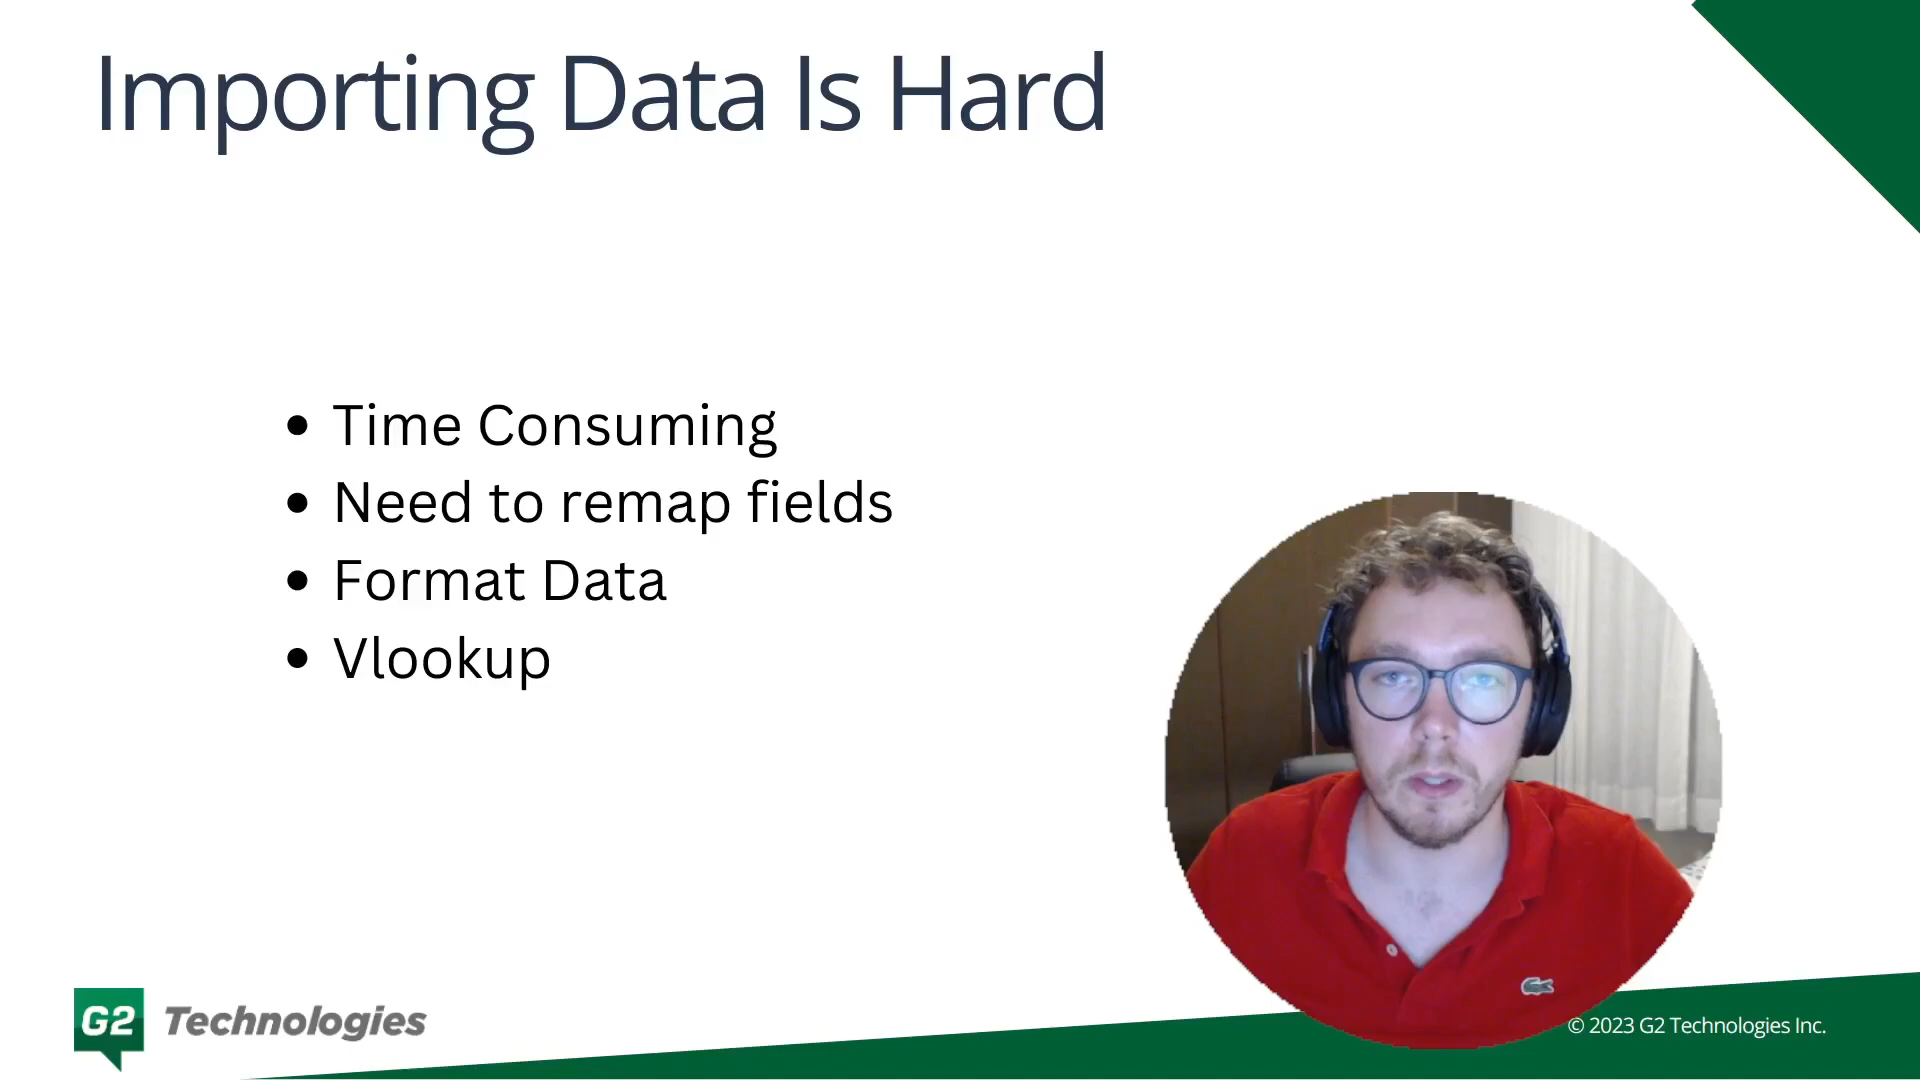 Importing Data Is Hard
Time Consuming
Need to remap fields
Format Data
Vlookup
G2 Technologies
© 2023 G2 Technologies Inc.